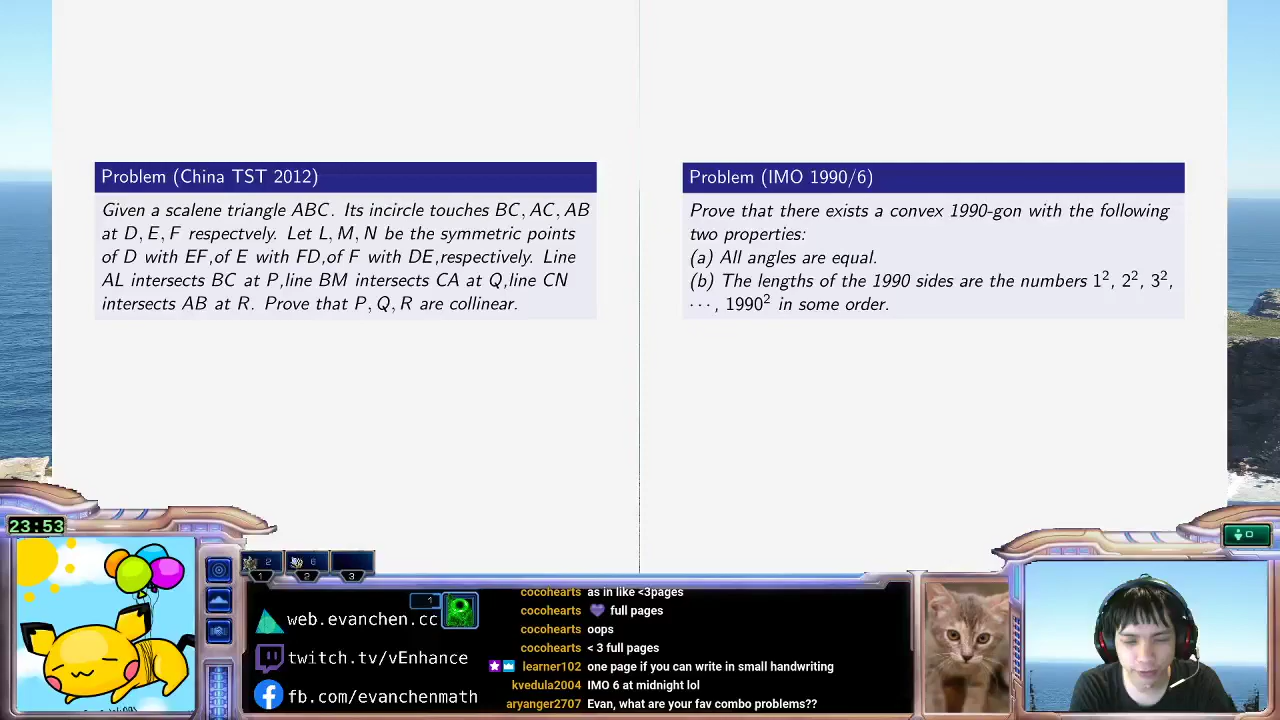 Problem (China TST 2012)
Given a scalene triangle ABC. Its incircle touches BC, AC, AB
at D, E, F respectvely. Let L, M, N be the symmetric points
of D with EF,of E with FD,of F with DE,respectively. Line
AL intersects BC at P,line BM intersects CA at Q,line CN
intersects AB at R. Prove that P, Q, R are collinear.
Problem (IMO 1990/6)
Prove that there exists a convex 1990-gon with the following
two properties:
(a) All angles are equal.
(b) The lengths of the 1990 sides are the numbers 1², 2², 3²,
⋯, 1990² in some order.
23:53
2
6
1
2
3
1
web.evanchen.cc
twitch.tv/vEnhance
fb.com/evanchenmath
cocohearts as in like <3pages
cocohearts 💜 full pages
cocohearts oops
cocohearts < 3 full pages
learner102 one page if you can write in small handwriting
kvedula2004 IMO 6 at midnight lol
aryanger2707 Evan, what are your fav combo problems??